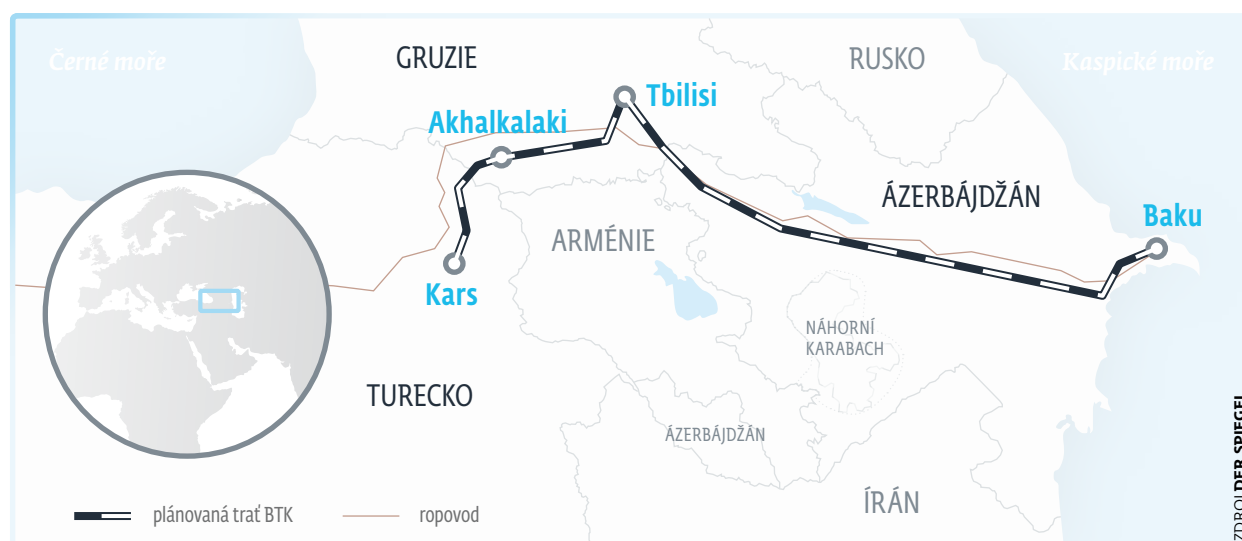 Černé moře
GRUZIE
RUSKO
Kaspické moře
Tbilisi
Akhalkalaki
ÁZERBÁJDŽÁN
Baku
ARMÉNIE
Kars
NÁHORNÍ
KARABACH
TURECKO
ÁZERBÁJDŽÁN
ÍRÁN
plánovaná trať BTK
ropovod
ZDROJ DER SPIEGEL